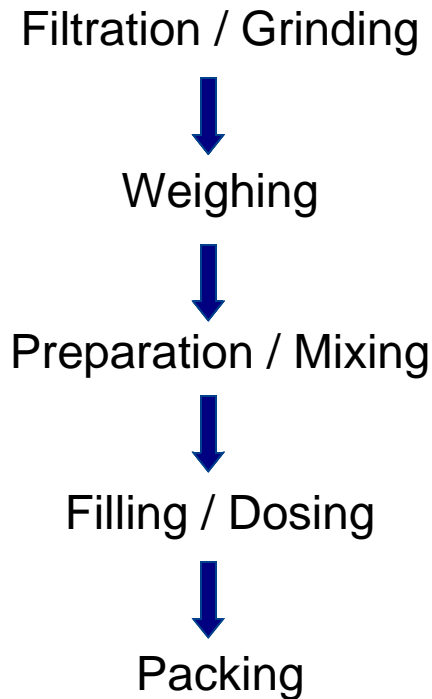 Filtration / Grinding
Weighing
Preparation / Mixing
Filling / Dosing
Packing